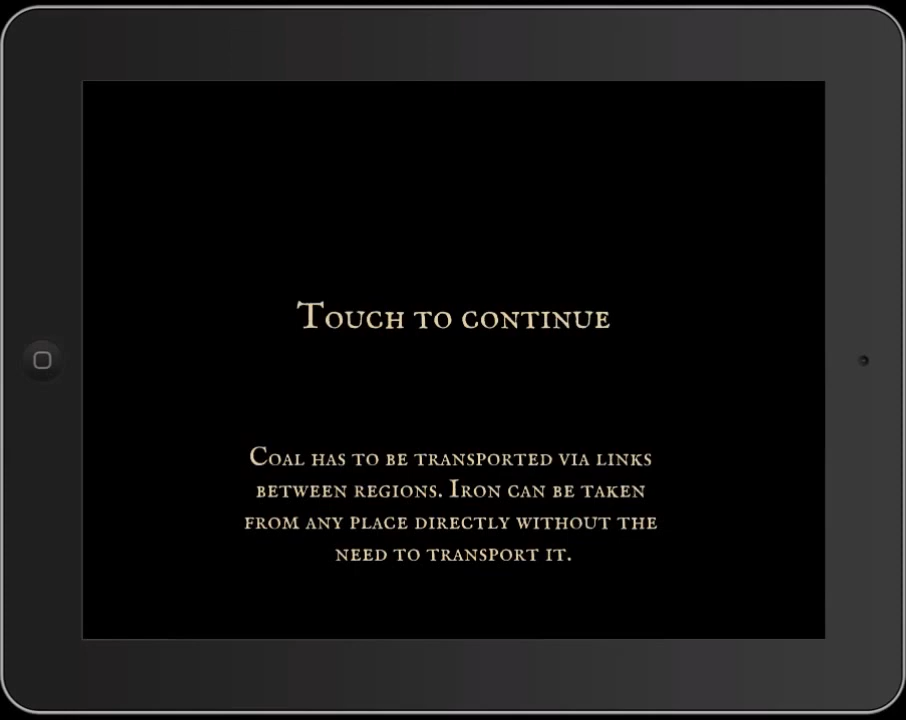 Touch to continue
Coal has to be transported via links
between regions. Iron can be taken
from any place directly without the
need to transport it.